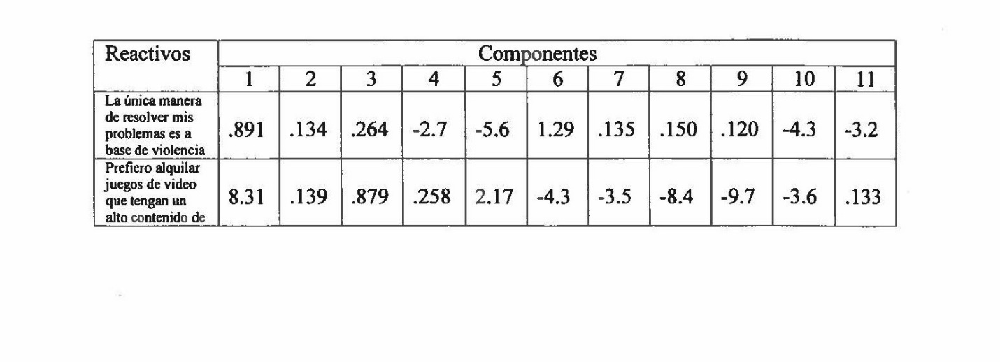 Reactivos Componentes
1 2 3 4 5 6 7 8 9 10 11
La única manera
de resolver mis
problemas es a
base de violencia
.891 .134 .264 -2.7 -5.6 1.29 .135 .150 .120 -4.3 -3.2
Prefiero alquilar
juegos de video
que tengan un
alto contenido de
8.31 .139 .879 .258 2.17 -4.3 -3.5 -8.4 -9.7 -3.6 .133